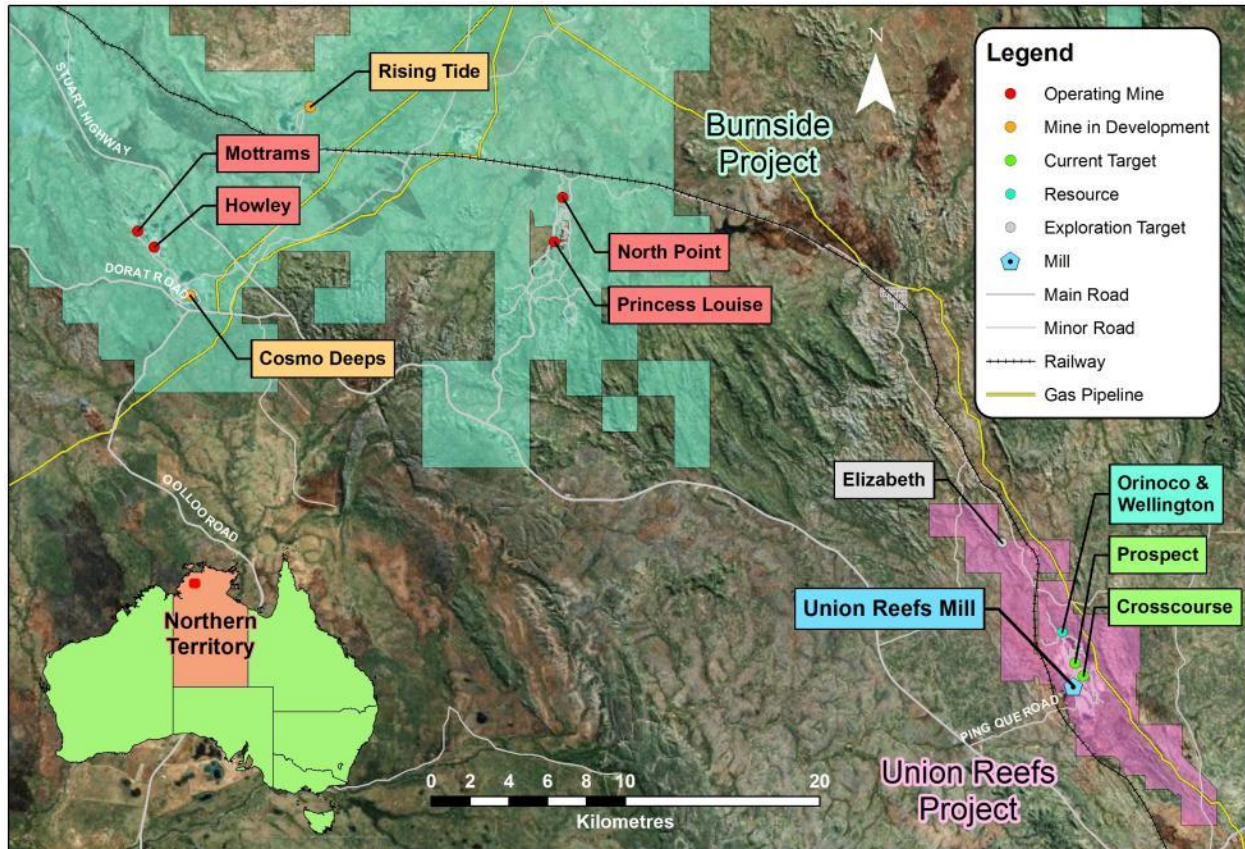 Rising Tide
STUART HIGHWAY
Mottrams
Howley
DORAT ROAD
Cosmo Deeps
Burnside
Project
N
North Point
Princess Louise
Legend
Operating Mine
Mine in Development
Current Target
Resource
Exploration Target
Mill
Main Road
Minor Road
Railway
Gas Pipeline
OOLLOO ROAD
Elizabeth
Orinoco &
Wellington
Prospect
Crosscourse
Union Reefs Mill
PING QUE ROAD
Union Reefs
Project
Northern
Territory
0 2 4 6 8 10 20
Kilometres